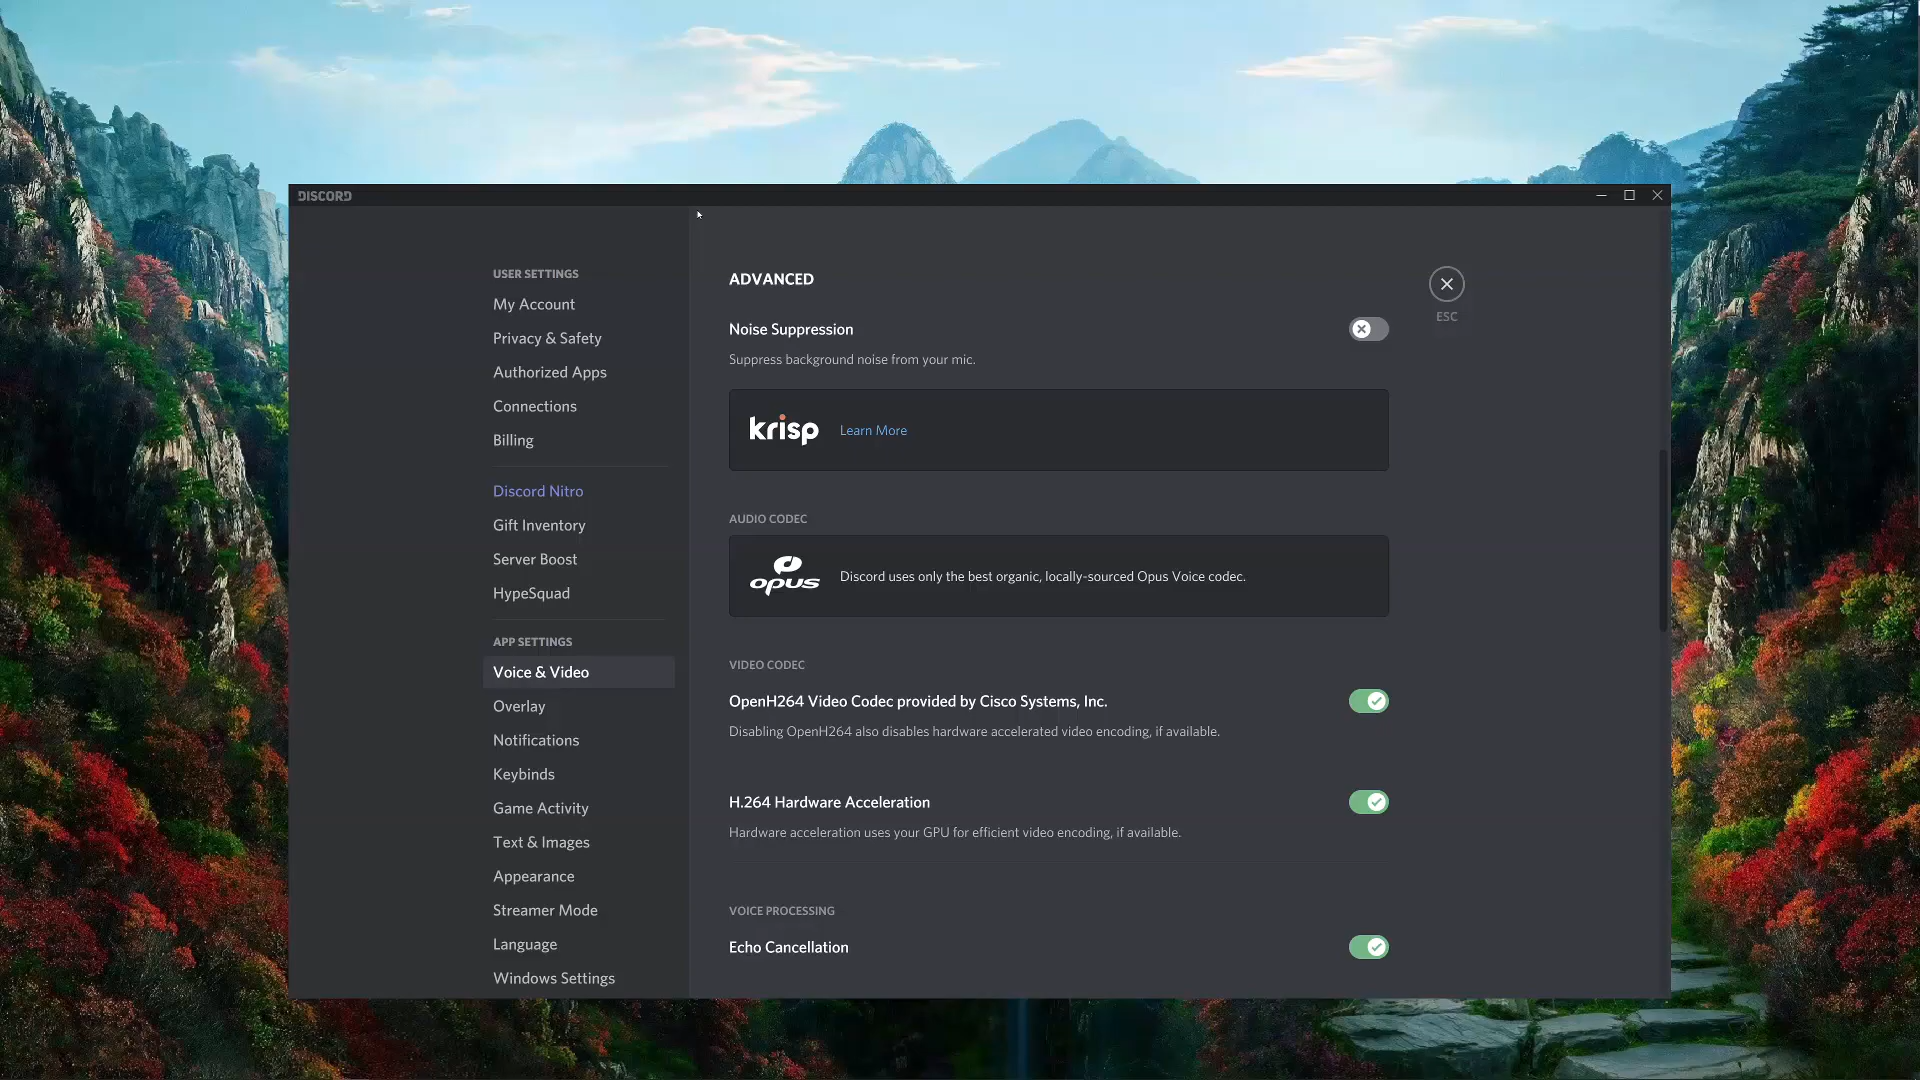 DISCORD
USER SETTINGS
My Account
Privacy & Safety
Authorized Apps
Connections
Billing
Discord Nitro
Gift Inventory
Server Boost
HypeSquad
APP SETTINGS
Voice & Video
Overlay
Notifications
Keybinds
Game Activity
Text & Images
Appearance
Streamer Mode
Language
Windows Settings
ADVANCED
Noise Suppression
Suppress background noise from your mic.
krisp Learn More
AUDIO CODEC
opus Discord uses only the best organic, locally-sourced Opus Voice codec.
VIDEO CODEC
OpenH264 Video Codec provided by Cisco Systems, Inc.
Disabling OpenH264 also disables hardware accelerated video encoding, if available.
H.264 Hardware Acceleration
Hardware acceleration uses your GPU for efficient video encoding, if available.
VOICE PROCESSING
Echo Cancellation
ESC